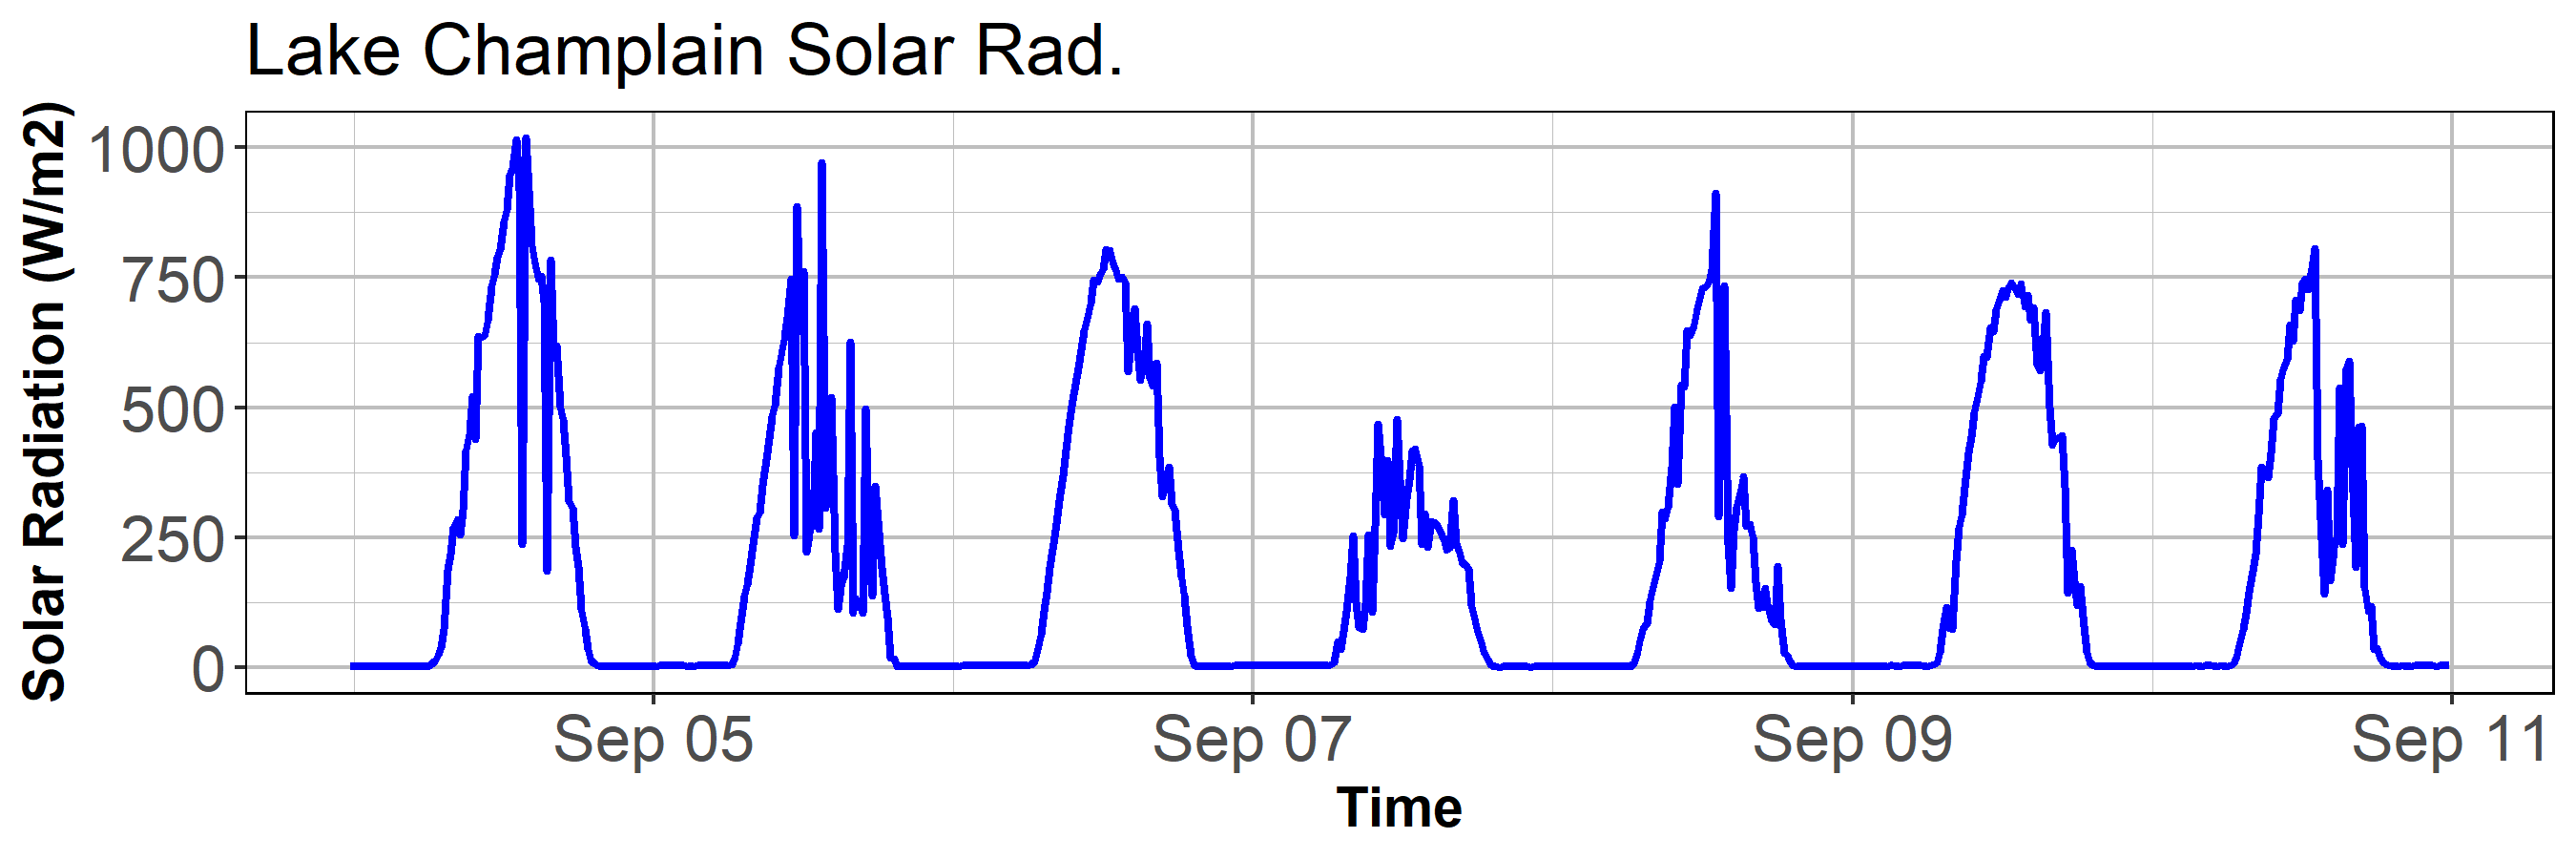 Lake Champlain Solar Rad.
Solar Radiation (W/m2)
1000
750
500
250
0
Sep 05
Sep 07
Sep 09
Sep 11
Time